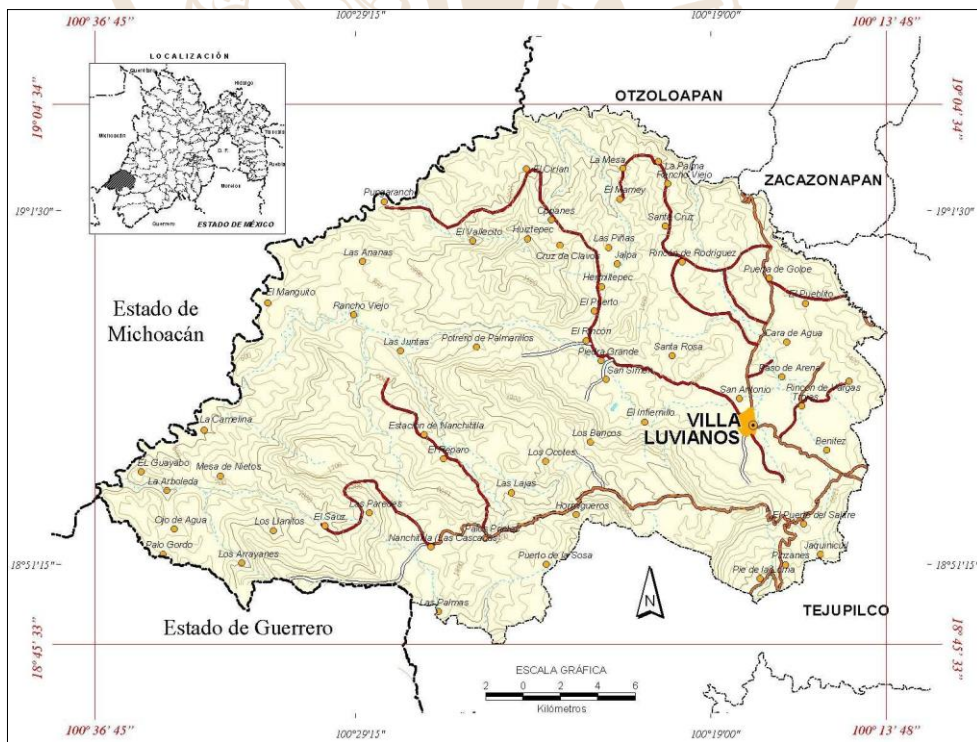 100° 36' 45"
100°29'15"
100°19'00"
100° 13' 48"
LOCALIZACIÓN
19° 04' 34"
19° 04' 34"
OTZOLOAPAN
Hidalgo
Michoacán
D. F.
Morelos
Guerrero
ESTADO DE MÉXICO
ZACAZONAPAN
19°1'30"
19°1'30"
La Mesa
La Palma
El Cirian
Rancho Viejo
El Mamey
Santa Cruz
El Vallecito
Huiztepec
Cruz de Clavos
Las Piñas
Jalpa
Rincón de Rodríguez
Las Ananas
Hermiltepec
Puerta de Golpe
El Manguito
El Puerto
El Pueblito
Estado de
Michoacán
Rancho Viejo
El Rincón
Cara de Agua
Las Juntas
Potrero de Palmarillos
Piedra Grande
Santa Rosa
San Simón
Paso de Arena
San Antonio
Rincón de Vargas
La Camelina
El Infiernillo
VILLA
LUVIANOS
Estación de Nanchititla
Los Bancos
Benitez
El Reparo
Los Ocotes
EL Guayabo
Mesa de Nietos
La Arboleda
Las Lajas
Las Paredes
Hormigueros
El Sauz
Ojo de Agua
Los Llanitos
El Puerto del Salitre
Palo Gordo
Nanchititla (Las Cascadas)
Jaquinicuil
Los Arrayanes
Puerto de la Sosa
Pinzanes
Pie de la Loma
18°51'15"
18°51'15"
Las Palmas
TEJUPILCO
Estado de Guerrero
N
18° 45' 33"
18° 45' 33"
ESCALA GRÁFICA
2 0 2 4 6
Kilómetros
100° 36' 45"
100°29'15"
100°19'00"
100° 13' 48"